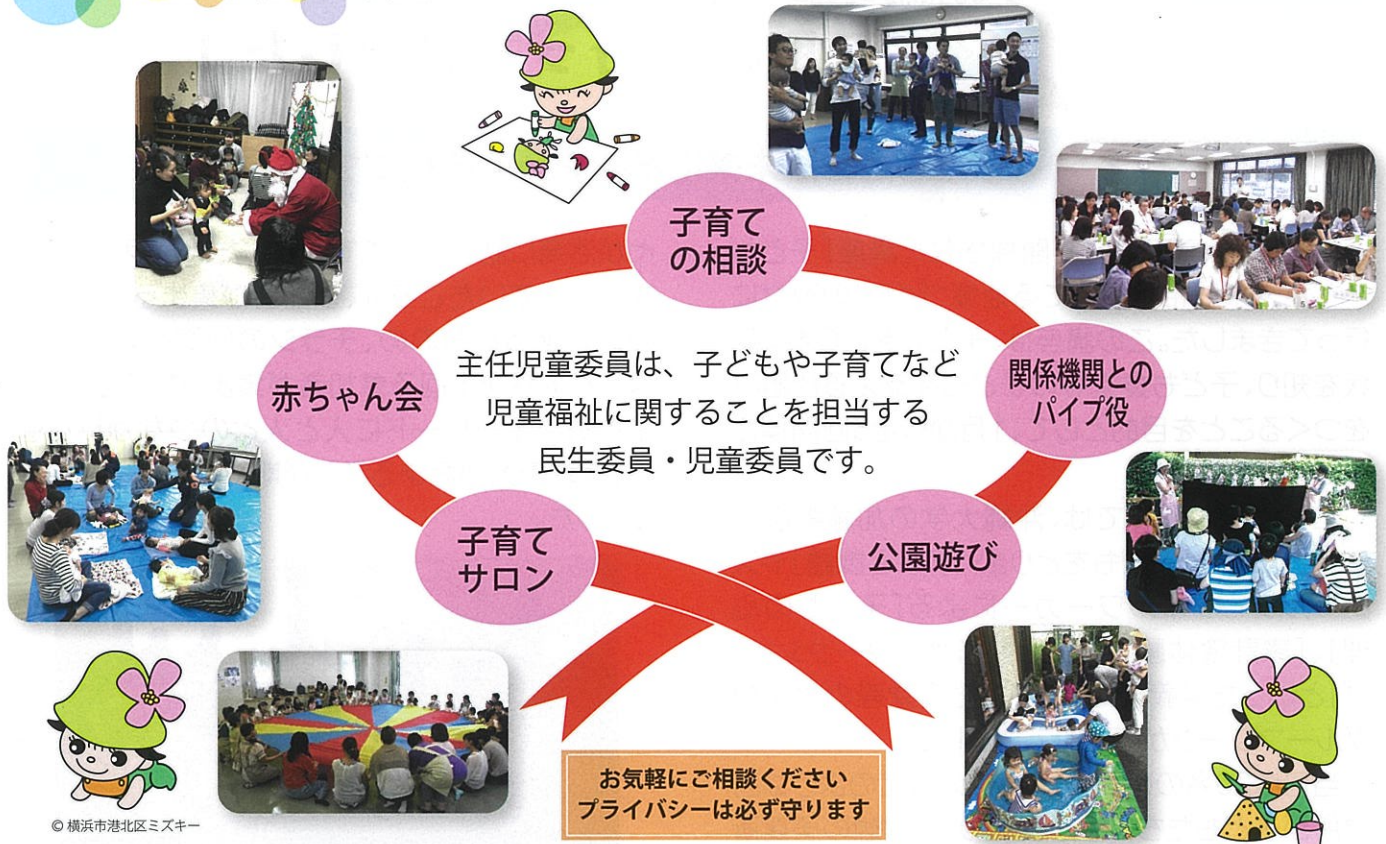 子育て
の相談
赤ちゃん会
関係機関との
パイプ役
主任児童委員は、子どもや子育てなど
児童福祉に関することを担当する
民生委員・児童委員です。
子育て
サロン
公園遊び
お気軽にご相談ください
プライバシーは必ず守ります
© 横浜市港北区ミズキー